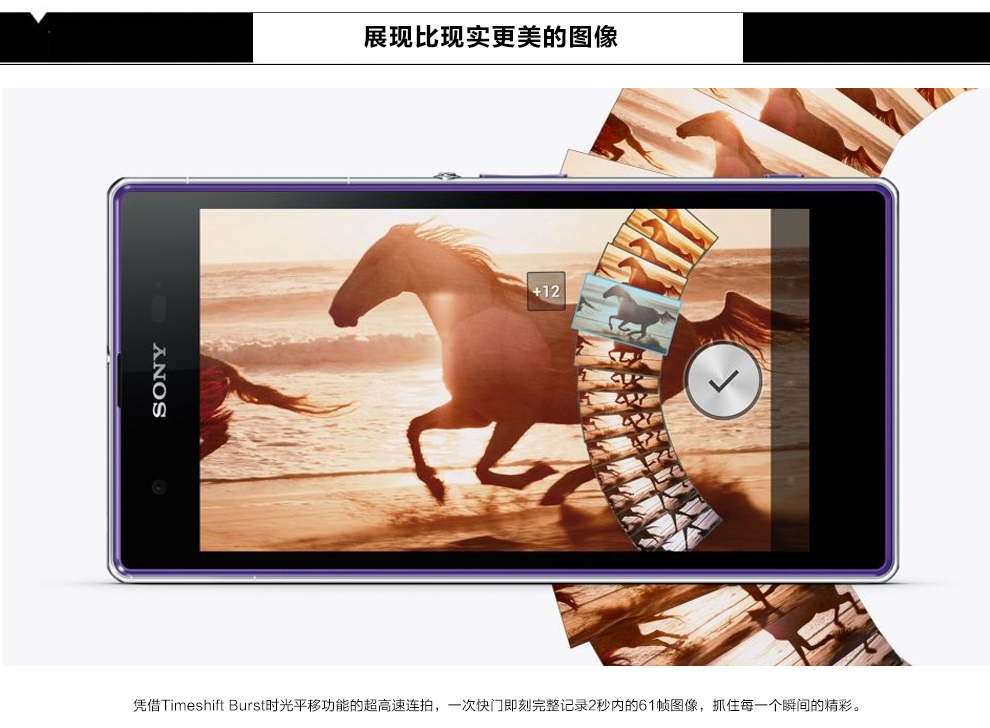 展现比现实更美的图像
+12
SONY
凭借Timeshift Burst时光平移功能的超高速连拍，一次快门即刻完整记录2秒内的61帧图像，抓住每一个瞬间的精彩。